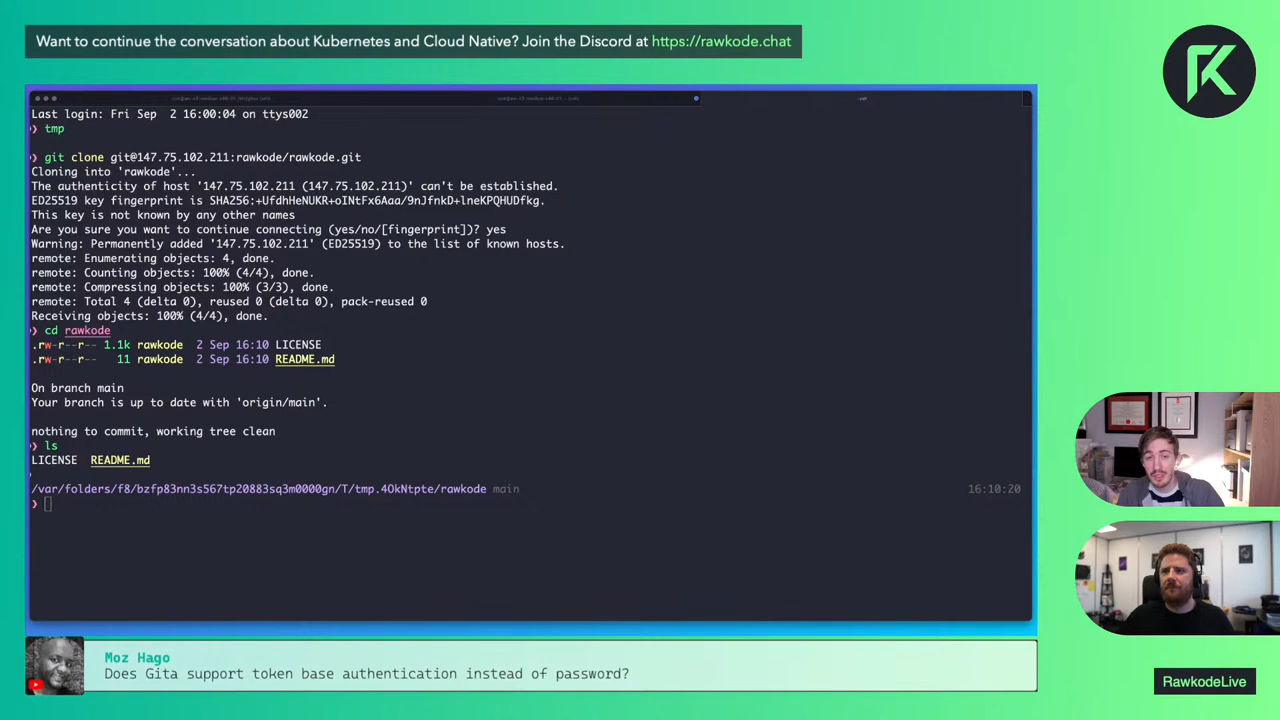 Want to continue the conversation about Kubernetes and Cloud Native? Join the Discord at https://rawkode.chat
Last login: Fri Sep  2 16:00:04 on ttys002
❯ tmp
❯ git clone git@147.75.102.211:rawkode/rawkode.git
Cloning into 'rawkode'...
The authenticity of host '147.75.102.211 (147.75.102.211)' can't be established.
ED25519 key fingerprint is SHA256:+UfdhHeNUKR+oINtFx6Aaa/9nJfnkD+lneKPQHUDfkg.
This key is not known by any other names
Are you sure you want to continue connecting (yes/no/[fingerprint])? yes
Warning: Permanently added '147.75.102.211' (ED25519) to the list of known hosts.
remote: Enumerating objects: 4, done.
remote: Counting objects: 100% (4/4), done.
remote: Compressing objects: 100% (3/3), done.
remote: Total 4 (delta 0), reused 0 (delta 0), pack-reused 0
Receiving objects: 100% (4/4), done.
❯ cd rawkode
.rw-r--r-- 1.1k rawkode  2 Sep 16:10 LICENSE
.rw-r--r--   11 rawkode  2 Sep 16:10 README.md
On branch main
Your branch is up to date with 'origin/main'.
nothing to commit, working tree clean
❯ ls
LICENSE  README.md
/var/folders/f8/bzfp83nn3s567tp20883sq3m0000gn/T/tmp.4OkNtpte/rawkode main 16:10:20
❯
Moz Hago
Does Gita support token base authentication instead of password?
RawkodeLive